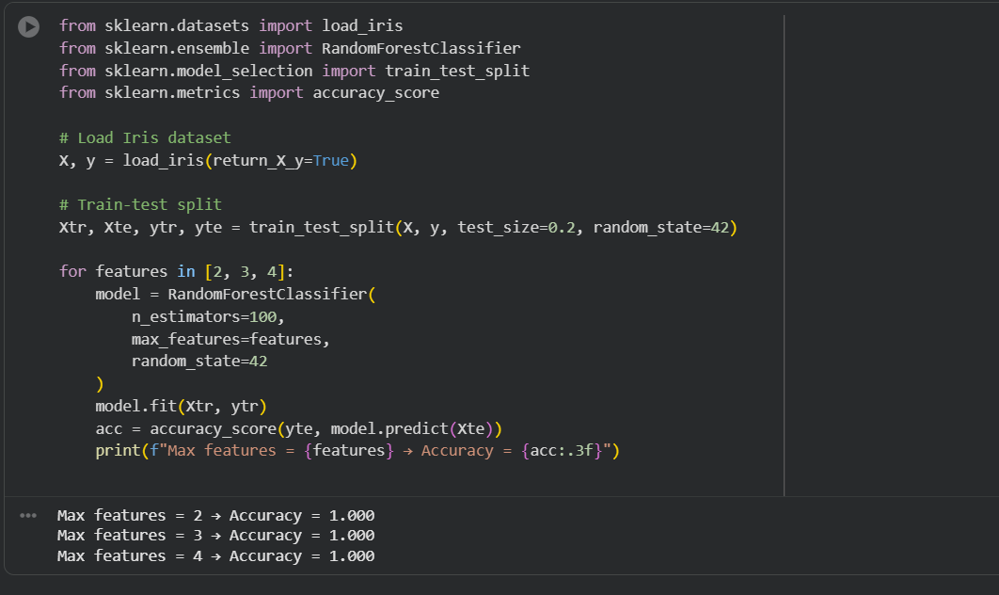 from sklearn.datasets import load_iris
from sklearn.ensemble import RandomForestClassifier
from sklearn.model_selection import train_test_split
from sklearn.metrics import accuracy_score

# Load Iris dataset
X, y = load_iris(return_X_y=True)

# Train-test split
Xtr, Xte, ytr, yte = train_test_split(X, y, test_size=0.2, random_state=42)

for features in [2, 3, 4]:
    model = RandomForestClassifier(
        n_estimators=100,
        max_features=features,
        random_state=42
    )
    model.fit(Xtr, ytr)
    acc = accuracy_score(yte, model.predict(Xte))
    print(f"Max features = {features} → Accuracy = {acc:.3f}")

Max features = 2 → Accuracy = 1.000
Max features = 3 → Accuracy = 1.000
Max features = 4 → Accuracy = 1.000